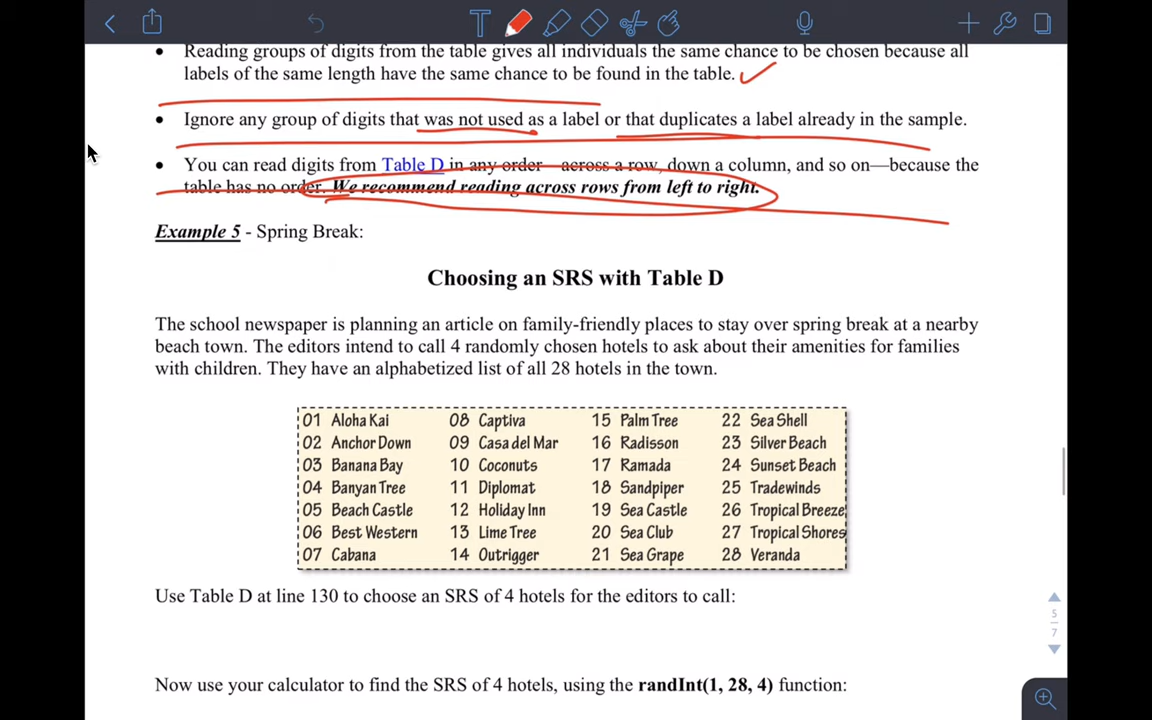 Reading groups of digits from the table gives all individuals the same chance to be chosen because all
labels of the same length have the same chance to be found in the table.
Ignore any group of digits that was not used as a label or that duplicates a label already in the sample.
You can read digits from Table D in any order—across a row, down a column, and so on—because the
table has no order. We recommend reading across rows from left to right.
Example 5 - Spring Break:
Choosing an SRS with Table D
The school newspaper is planning an article on family-friendly places to stay over spring break at a nearby
beach town. The editors intend to call 4 randomly chosen hotels to ask about their amenities for families
with children. They have an alphabetized list of all 28 hotels in the town.
01 Aloha Kai 08 Captiva 15 Palm Tree 22 Sea Shell
02 Anchor Down 09 Casa del Mar 16 Radisson 23 Silver Beach
03 Banana Bay 10 Coconuts 17 Ramada 24 Sunset Beach
04 Banyan Tree 11 Diplomat 18 Sandpiper 25 Tradewinds
05 Beach Castle 12 Holiday Inn 19 Sea Castle 26 Tropical Breeze
06 Best Western 13 Lime Tree 20 Sea Club 27 Tropical Shores
07 Cabana 14 Outrigger 21 Sea Grape 28 Veranda
Use Table D at line 130 to choose an SRS of 4 hotels for the editors to call:
5
7
Now use your calculator to find the SRS of 4 hotels, using the randInt(1, 28, 4) function: